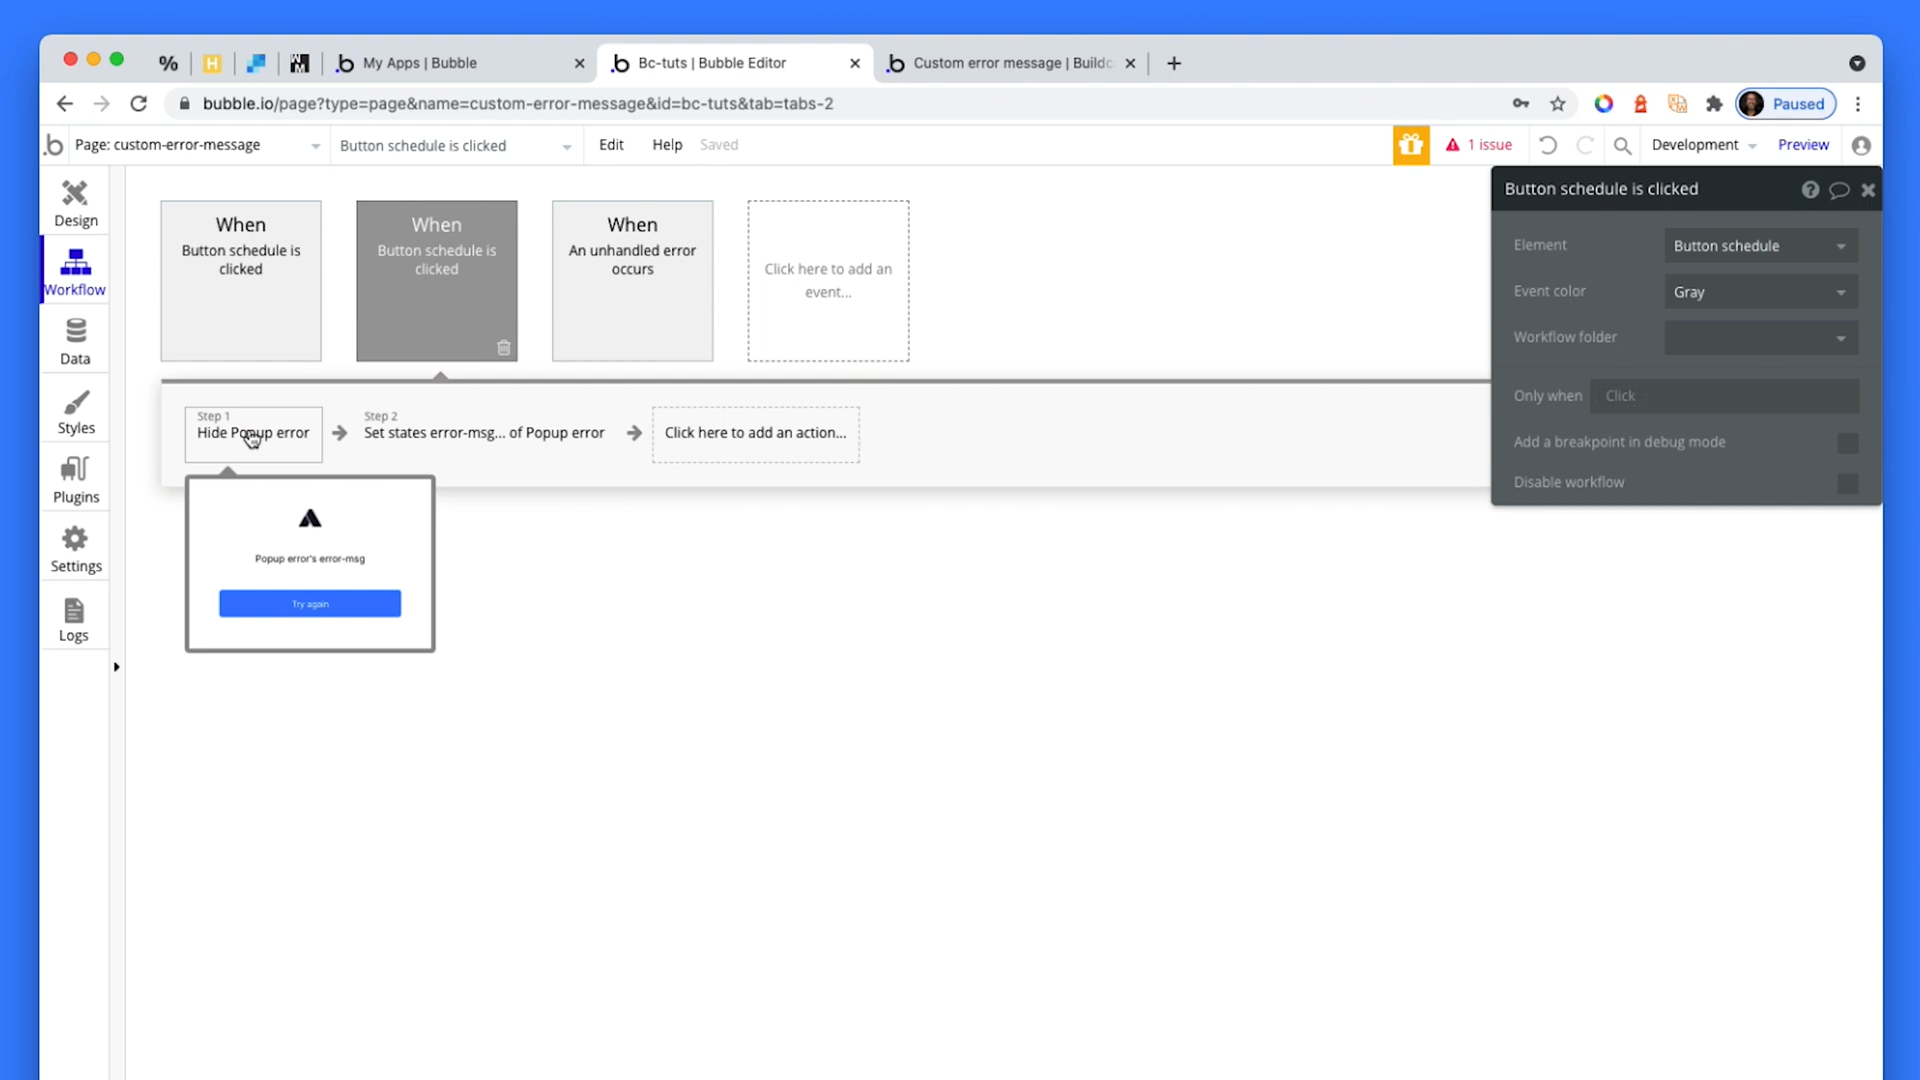 My Apps | Bubble
Bc-tuts | Bubble Editor
Custom error message | Buildc
bubble.io/page?type=page&name=custom-error-message&id=bc-tuts&tab=tabs-2
Paused
Page: custom-error-message
Button schedule is clicked
Edit
Help
Saved
1 issue
Development
Preview
Design
Workflow
Data
Styles
Plugins
Settings
Logs
When
Button schedule is
clicked
When
Button schedule is
clicked
When
An unhandled error
occurs
Click here to add an
event...
Step 1
Hide Popup error
Step 2
Set states error-msg... of Popup error
Click here to add an action...
Popup error's error-msg
Try again
Button schedule is clicked
Element
Button schedule
Event color
Gray
Workflow folder
Only when
Click
Add a breakpoint in debug mode
Disable workflow